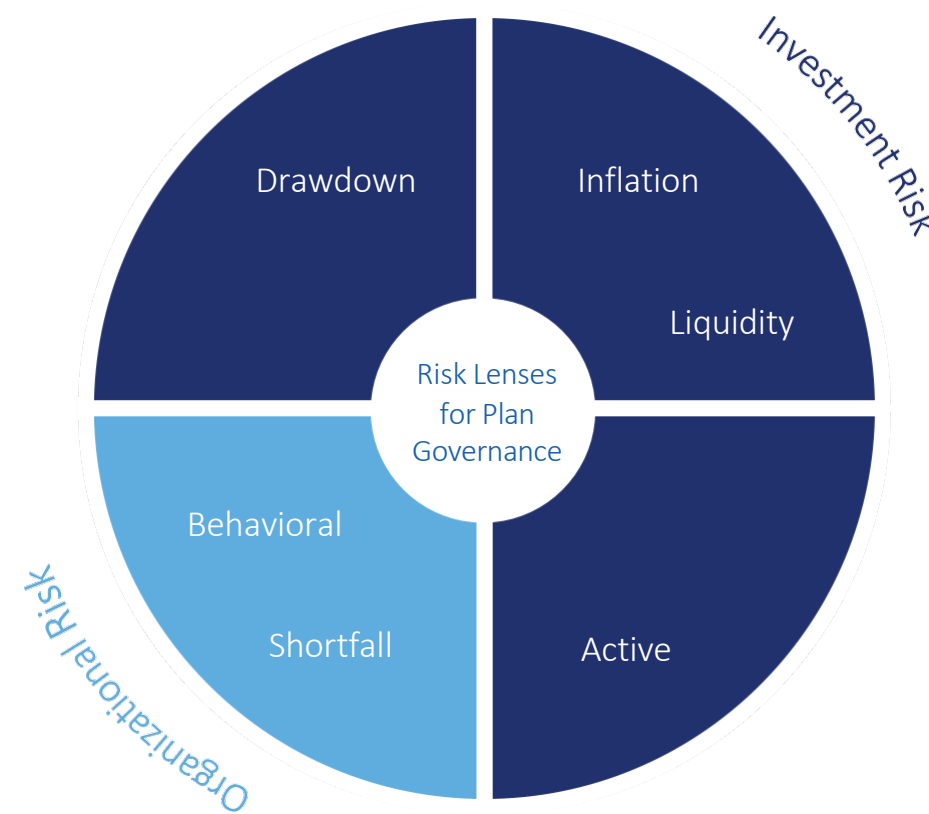 Investment Risk
Drawdown
Inflation
Liquidity
Risk Lenses
for Plan
Governance
Behavioral
Shortfall
Active
Organizational Risk